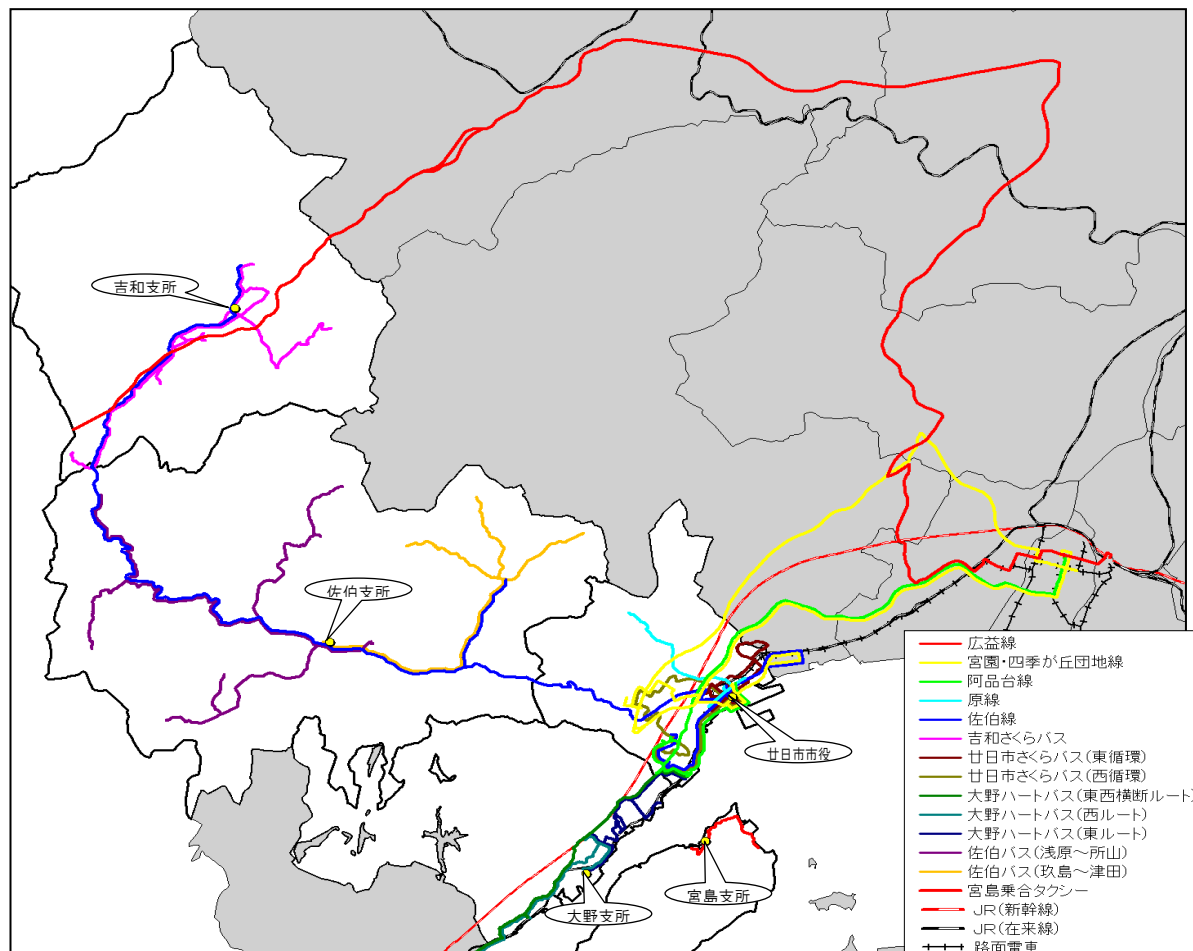 吉和支所
佐伯支所
廿日市市役
宮島支所
大野支所
広益線
宮園・四季が丘団地線
阿品台線
原線
佐伯線
吉和さくらバス
廿日市さくらバス(東循環)
廿日市さくらバス(西循環)
大野ハートバス(東西横断ルート)
大野ハートバス(西ルート)
大野ハートバス(東ルート)
佐伯バス(浅原～所山)
佐伯バス(玖島～津田)
宮島乗合タクシー
JR(新幹線)
JR(在来線)
路面電車